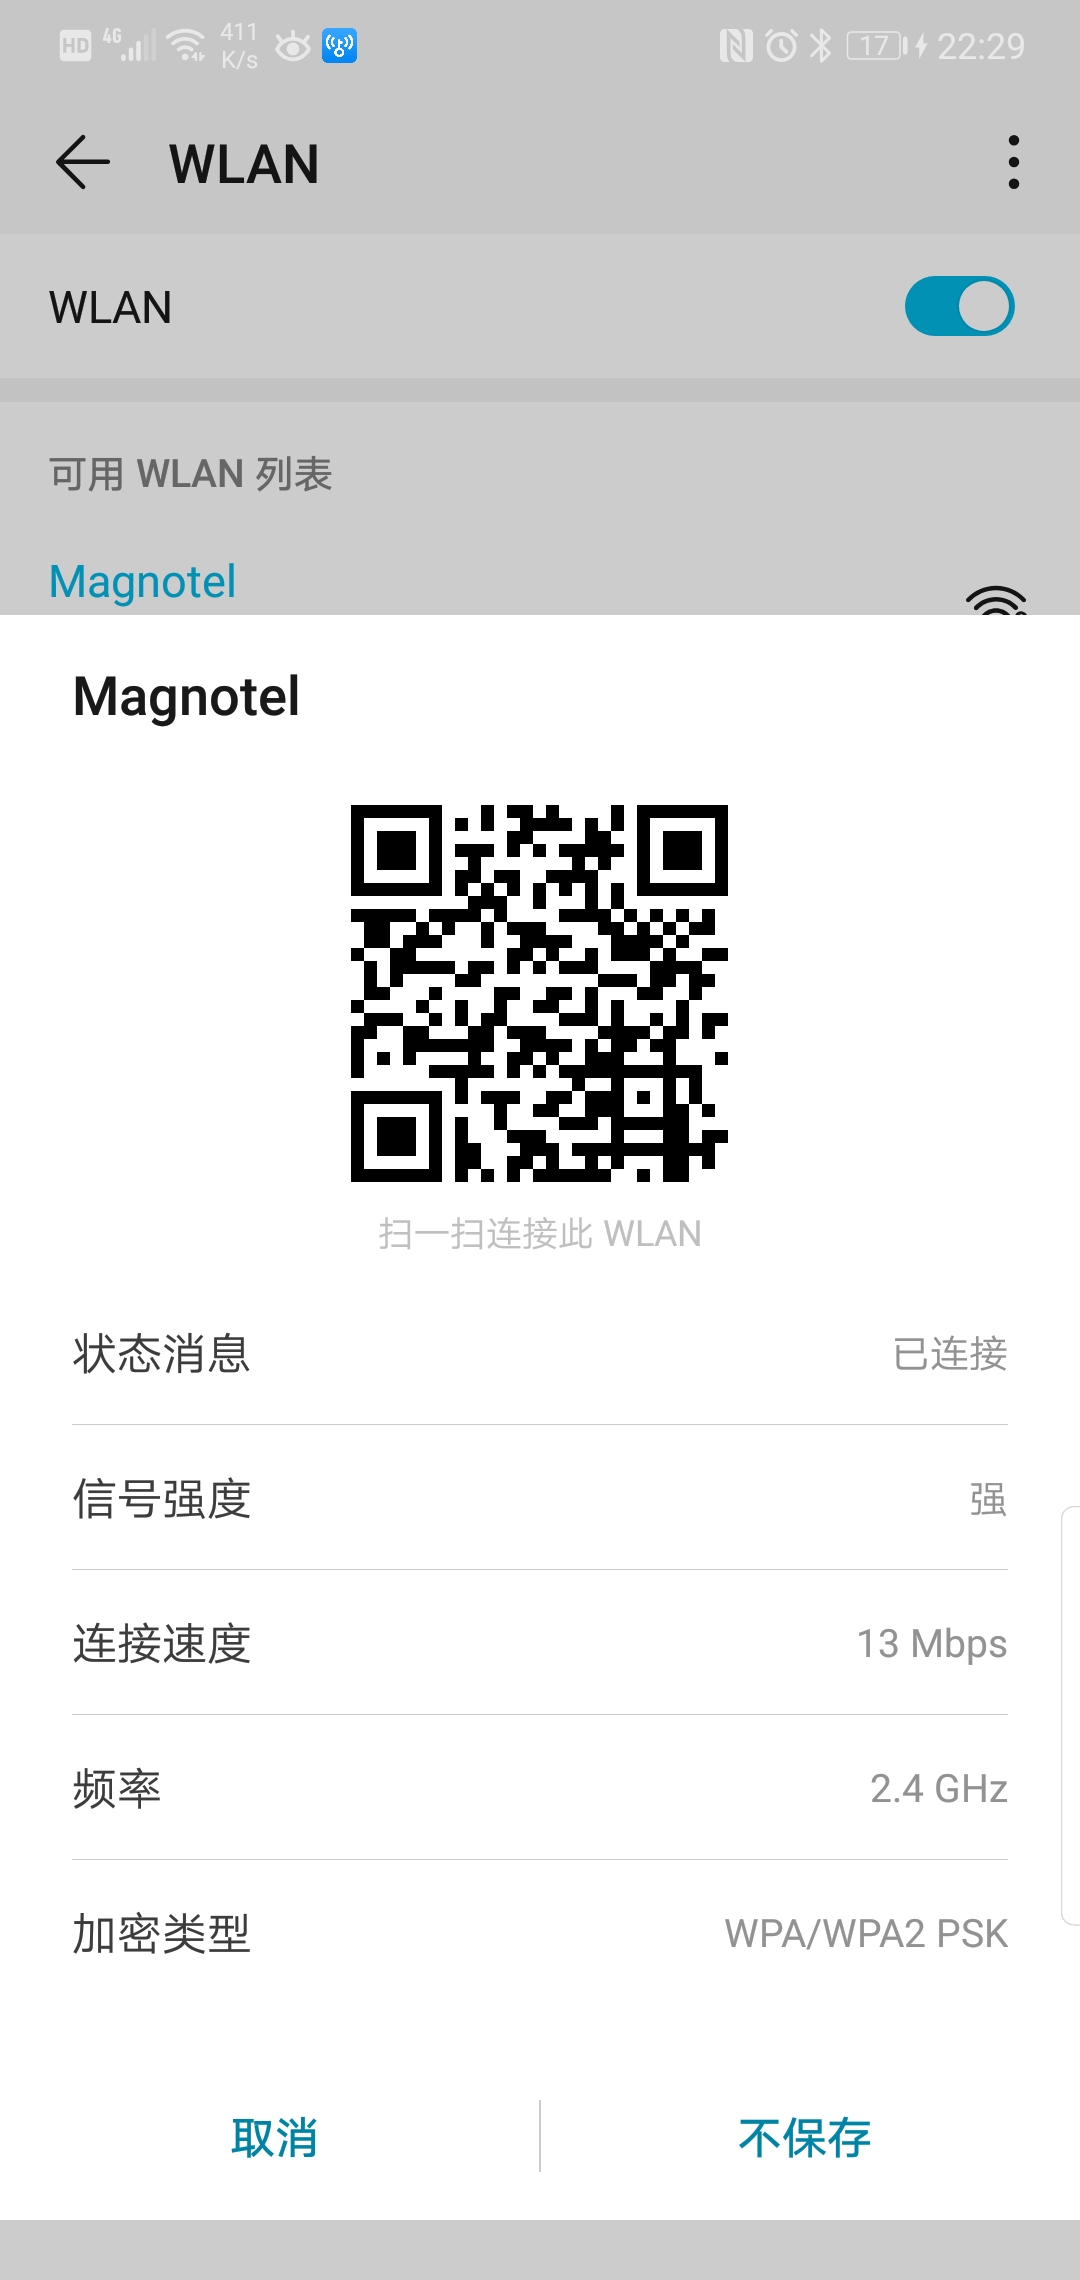 HD 4G 411 K/s 17 22:29
WLAN
WLAN
可用 WLAN 列表
Magnotel
Magnotel
扫一扫连接此 WLAN
状态消息 已连接
信号强度 强
连接速度 13 Mbps
频率 2.4 GHz
加密类型 WPA/WPA2 PSK
取消 不保存